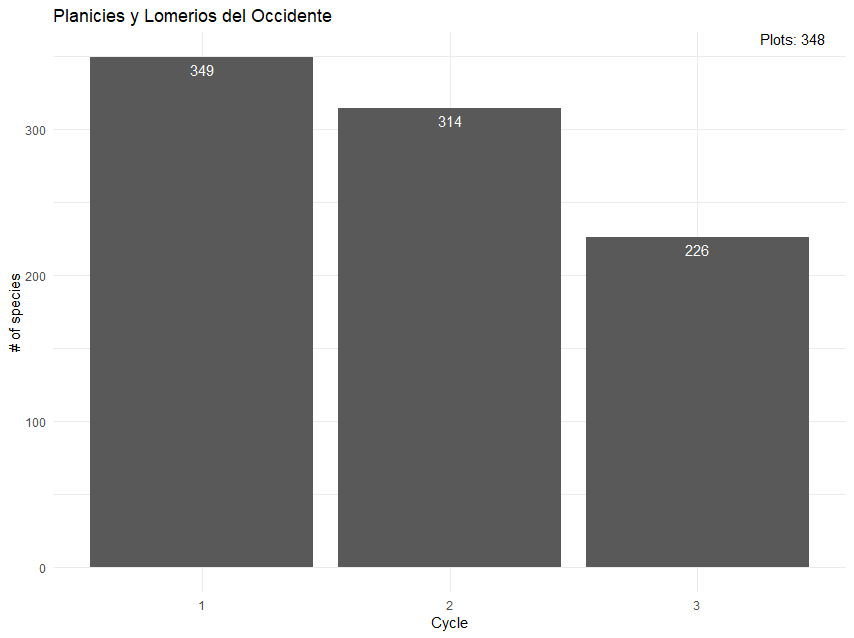 Planicies y Lomerios del Occidente
Plots: 348
349
314
226
300
200
100
0
# of species
1
2
3
Cycle